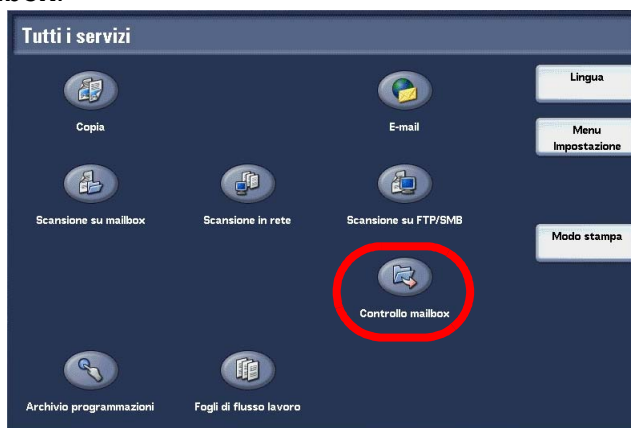 Tutti i servizi
Copia
E-mail
Lingua
Menu
Impostazione
Scansione su mailbox
Scansione in rete
Scansione su FTP/SMB
Modo stampa
Controllo mailbox
Archivio programmazioni
Fogli di flusso lavoro